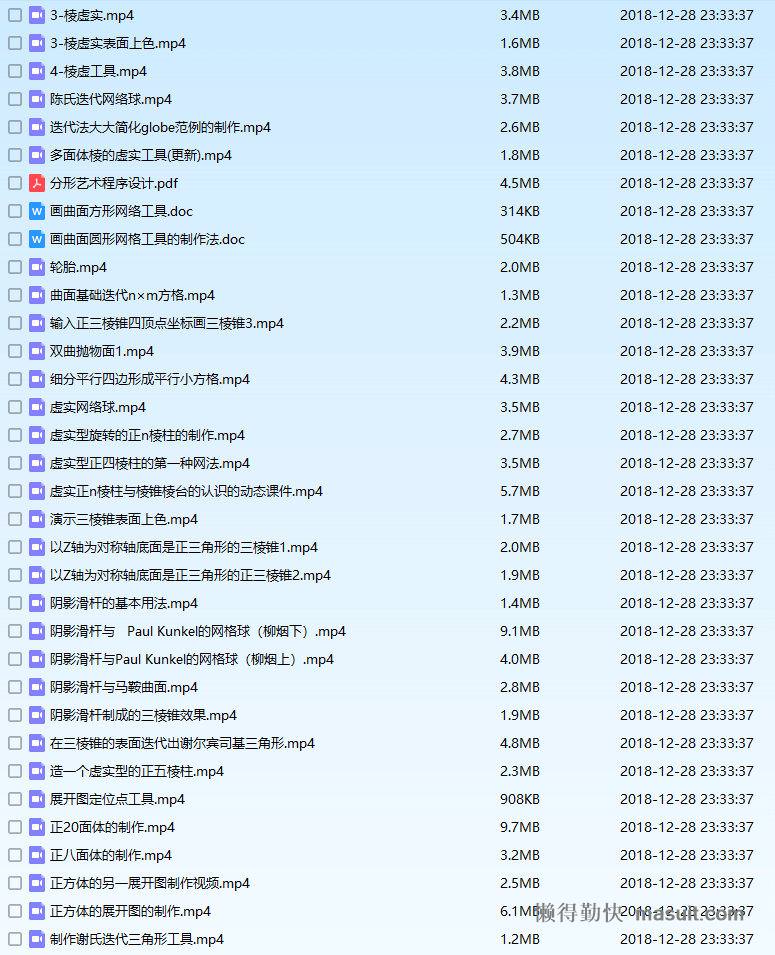 3-棱虚实.mp4 3.4MB 2018-12-28 23:33:37
3-棱虚实表面上色.mp4 1.6MB 2018-12-28 23:33:37
4-棱虚工具.mp4 3.8MB 2018-12-28 23:33:37
陈氏迭代网络球.mp4 3.7MB 2018-12-28 23:33:37
迭代法大大简化globe范例的制作.mp4 2.6MB 2018-12-28 23:33:37
多面体棱的虚实工具(更新).mp4 1.8MB 2018-12-28 23:33:37
分形艺术程序设计.pdf 4.5MB 2018-12-28 23:33:37
画曲面方形网络工具.doc 314KB 2018-12-28 23:33:37
画曲面圆形网格工具的制作法.doc 504KB 2018-12-28 23:33:37
轮胎.mp4 2.0MB 2018-12-28 23:33:37
曲面基础迭代n×m方格.mp4 1.3MB 2018-12-28 23:33:37
输入正三棱锥四顶点坐标画三棱锥3.mp4 2.2MB 2018-12-28 23:33:37
双曲抛物面1.mp4 3.9MB 2018-12-28 23:33:37
细分平行四边形成平行小方格.mp4 4.3MB 2018-12-28 23:33:37
虚实网络球.mp4 3.5MB 2018-12-28 23:33:37
虚实型旋转的正n棱柱的制作.mp4 2.7MB 2018-12-28 23:33:37
虚实型正四棱柱的第一种网法.mp4 3.5MB 2018-12-28 23:33:37
虚实正n棱柱与棱锥棱台的认识的动态课件.mp4 5.7MB 2018-12-28 23:33:37
演示三棱锥表面上色.mp4 1.7MB 2018-12-28 23:33:37
以Z轴为对称轴底面是正三角形的三棱锥1.mp4 2.0MB 2018-12-28 23:33:37
以Z轴为对称轴底面是正三角形的正三棱锥2.mp4 1.9MB 2018-12-28 23:33:37
阴影滑杆的基本用法.mp4 1.4MB 2018-12-28 23:33:37
阴影滑杆与 Paul Kunkel的网格球（柳烟下）.mp4 9.1MB 2018-12-28 23:33:37
阴影滑杆与Paul Kunkel的网格球（柳烟上）.mp4 4.0MB 2018-12-28 23:33:37
阴影滑杆与马鞍曲面.mp4 2.8MB 2018-12-28 23:33:37
阴影滑杆制成的三棱锥效果.mp4 1.9MB 2018-12-28 23:33:37
在三棱锥的表面迭代出谢尔宾司基三角形.mp4 4.8MB 2018-12-28 23:33:37
造一个虚实型的正五棱柱.mp4 2.3MB 2018-12-28 23:33:37
展开图定位点工具.mp4 908KB 2018-12-28 23:33:37
正20面体的制作.mp4 9.7MB 2018-12-28 23:33:37
正八面体的制作.mp4 3.2MB 2018-12-28 23:33:37
正方体的另一展开图制作视频.mp4 2.5MB 2018-12-28 23:33:37
正方体的展开图的制作.mp4 6.1MB 2018-12-28 23:33:37
懒得勤快 masuit.com
制作谢氏迭代三角形工具.mp4 1.2MB 2018-12-28 23:33:37